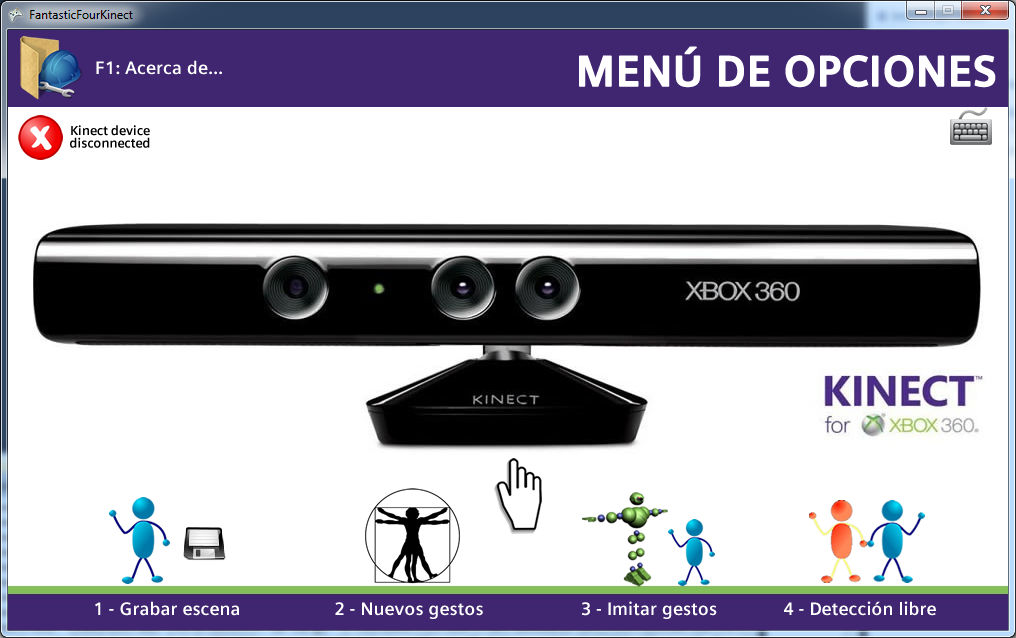 FantasticFourKinect
F1: Acerca de...
MENÚ DE OPCIONES
Kinect device
disconnected
XBOX 360
KINECT
KINECT™
for XBOX 360.
1 - Grabar escena
2 - Nuevos gestos
3 - Imitar gestos
4 - Detección libre